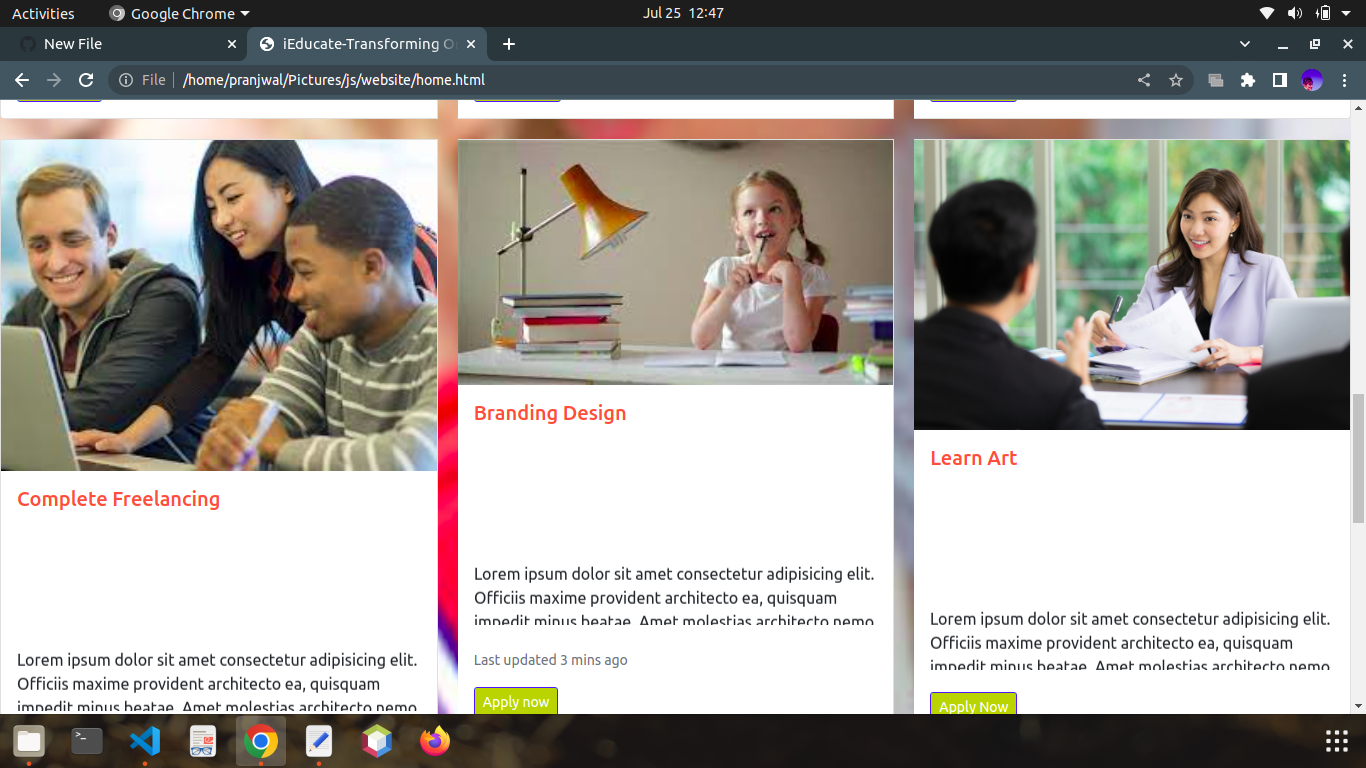 Activities
Google Chrome
Jul 25 12:47
New File
iEducate-Transforming O
File
/home/pranjwal/Pictures/js/website/home.html
Complete Freelancing
Lorem ipsum dolor sit amet consectetur adipisicing elit.
Officiis maxime provident architecto ea, quisquam
impedit minus beatae. Amet molestias architecto nemo
Branding Design
Lorem ipsum dolor sit amet consectetur adipisicing elit.
Officiis maxime provident architecto ea, quisquam
impedit minus beatae. Amet molestias architecto nemo
Last updated 3 mins ago
Apply now
Learn Art
Lorem ipsum dolor sit amet consectetur adipisicing elit.
Officiis maxime provident architecto ea, quisquam
impedit minus beatae. Amet molestias architecto nemo
Apply Now